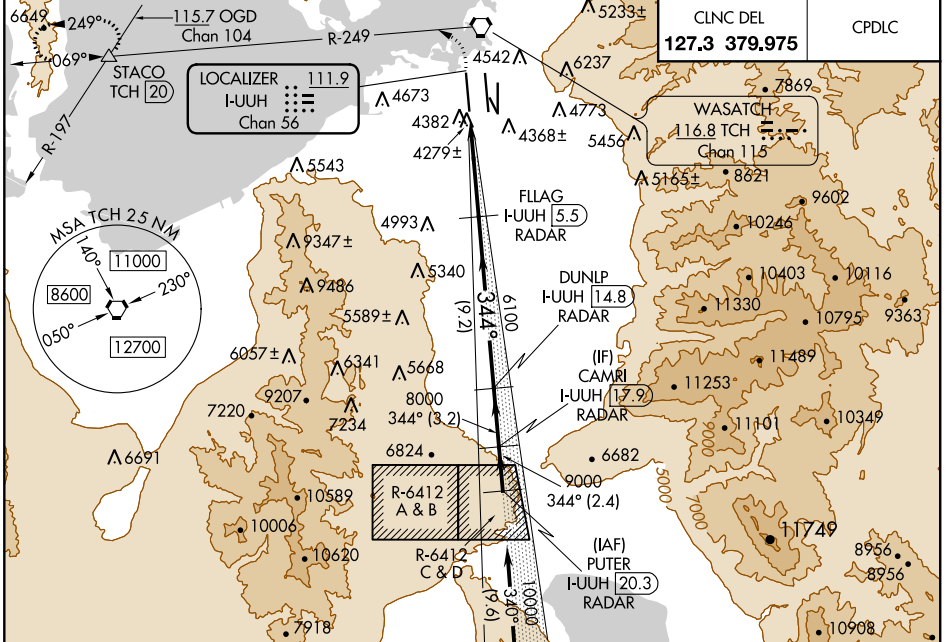 6649
249°
069°
115.7 OGD
Chan 104
R-249
STACO
TCH 20
R-197
LOCALIZER 111.9
I-UUH
Chan 56
4542
5233±
6237
CLNC DEL
127.3 379.975
CPDLC
7869
WASATCH
116.8 TCH
Chan 115
4673
4382
4279±
4368±
4773
5456
5165±
8621
5543
9602
FLLAG
I-UUH 5.5
RADAR
4993
10246
MSA TCH 25 NM
140°
11000
230°
8600
050°
12700
9347±
9486
5340
5589±
344°
(9.2)
6100
DUNLP
I-UUH 14.8
RADAR
10403
10116
11330
9363
10795
6057±
6341
5668
11489
(IF)
CAMRI
I-UUH 17.9
RADAR
11253
9207
7220
7234
8000
344° (3.2)
11101
10349
7000
6691
6824
6682
9000
344° (2.4)
5000
7000
R-6412
A & B
10589
10006
10620
R-6412
C & D
11749
(IAF)
PUTER
I-UUH 20.3
RADAR
8956
8956
340°
(9.6)
10000
7918
10908